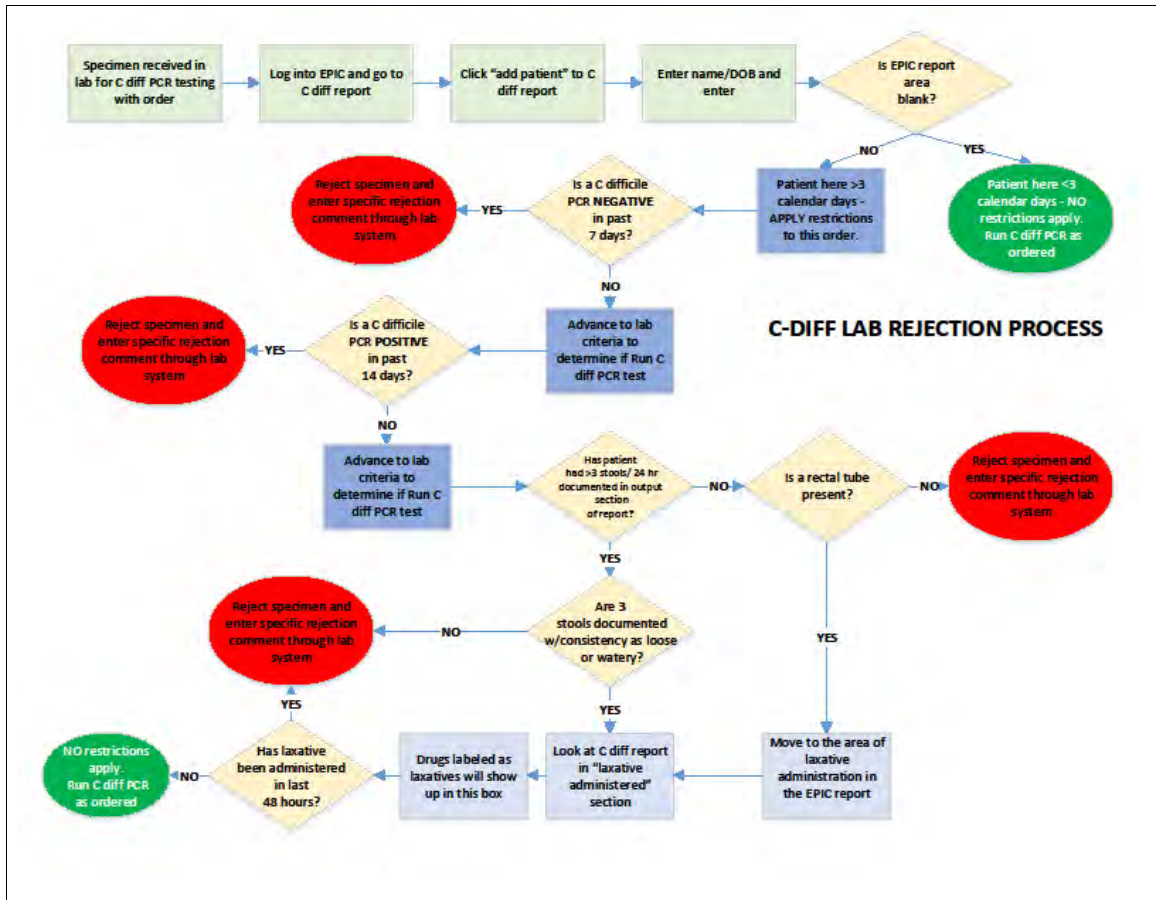 Specimen received in
lab for C diff PCR testing
with order
Log into EPIC and go to
C diff report
Click "add patient" to C
diff report
Enter name/DOB and
enter
Is EPIC report
area
blank?
NO
YES
Reject specimen and
enter specific rejection
comment through lab
system
YES
Is a C difficile
PCR NEGATIVE
in past
7 days?
Patient here >3
calendar days -
APPLY restrictions
to this order.
Patient here <3
calendar days - NO
restrictions apply.
Run C diff PCR as
ordered
NO
C-DIFF LAB REJECTION PROCESS
Reject specimen and
enter specific rejection
comment through lab
system
YES
Is a C difficile
PCR POSITIVE
in past
14 days?
Advance to lab
criteria to
determine if Run C
diff PCR test
NO
Advance to lab
criteria to
determine if Run C
diff PCR test
Has patient
had >3 stools/ 24 hr
documented in output
section
of report?
NO
Is a rectal tube
present?
NO
Reject specimen and
enter specific rejection
comment through lab
system
YES
Reject specimen and
enter specific rejection
comment through lab
system
NO
Are 3
stools documented
w/consistency as loose
or watery?
YES
YES
YES
NO restrictions
apply.
Run C diff PCR
as ordered
NO
Has laxative
been administered
in last
48 hours?
Drugs labeled as
laxatives will show
up in this box
Look at C diff report
in "laxative
administered"
section
Move to the area of
laxative
administration in
the EPIC report